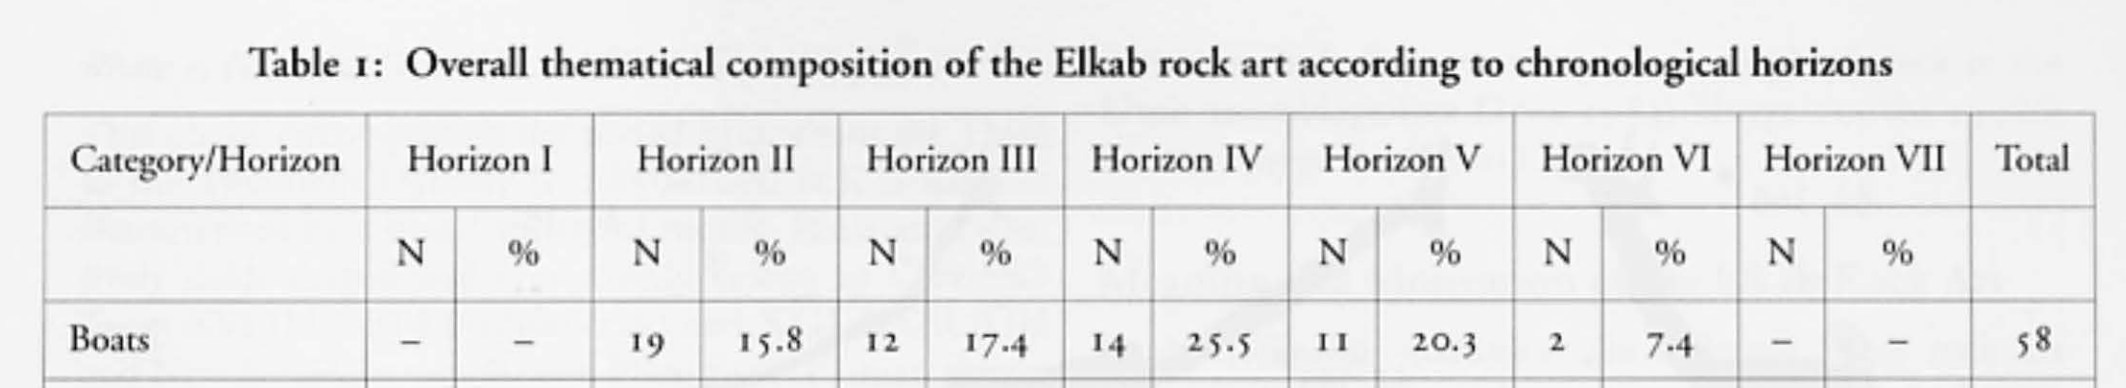 Table 1: Overall thematical composition of the Elkab rock art according to chronological horizons
Category/Horizon Horizon I Horizon II Horizon III Horizon IV Horizon V Horizon VI Horizon VII Total
N % N % N % N % N % N % N %
Boats – – 19 15.8 12 17.4 14 25.5 11 20.3 2 7.4 – – 58